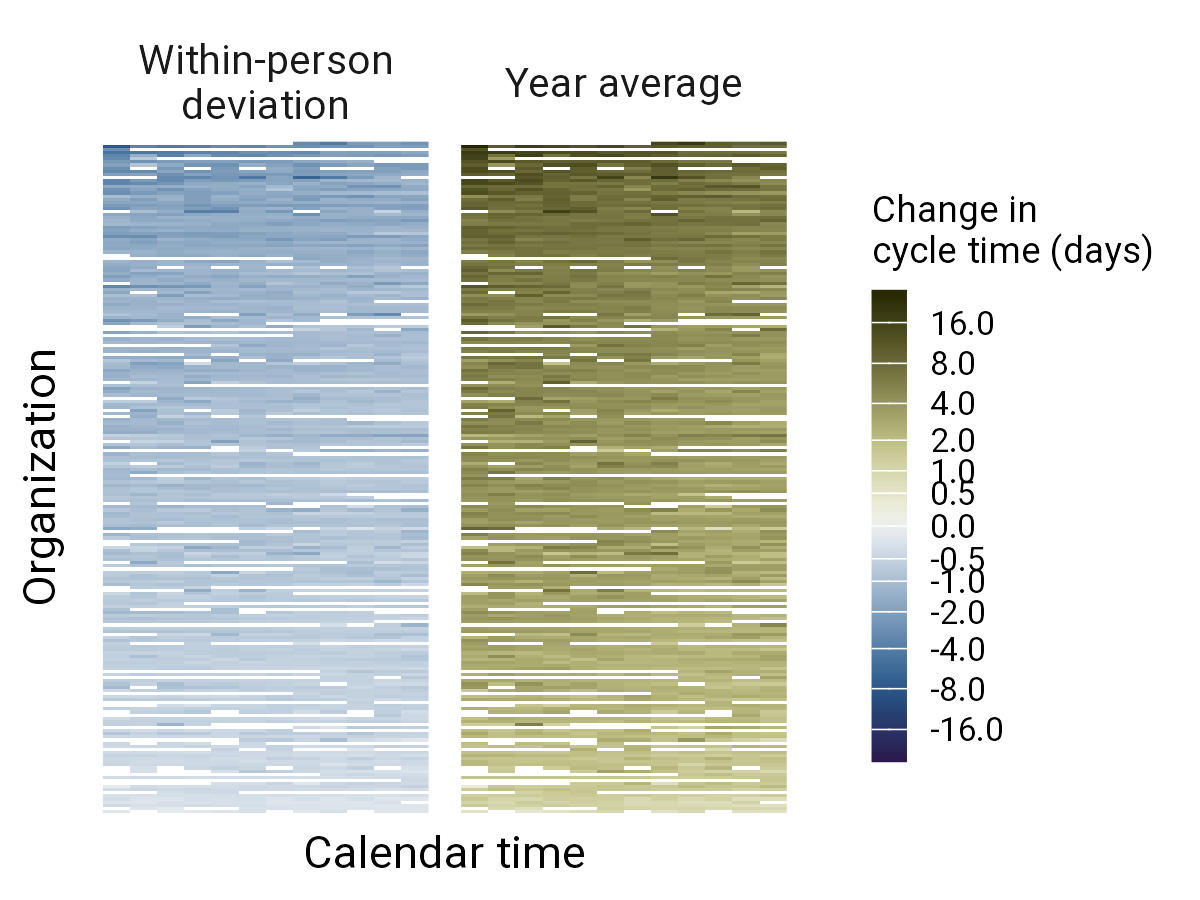 Within-person
deviation
Year average
Organization
Calendar time
Change in
cycle time (days)
16.0
8.0
4.0
2.0
1.0
0.5
0.0
-0.5
-1.0
-2.0
-4.0
-8.0
-16.0